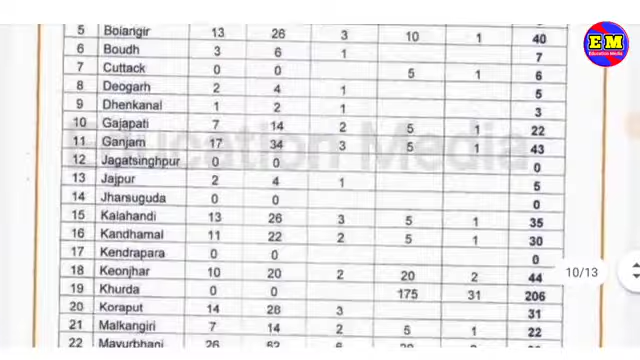 5 Bolangir 13 26 3 10 1 40
6 Boudh 3 6 1 7
7 Cuttack 0 0 5 1 6
8 Deogarh 2 4 1 5
9 Dhenkanal 1 2 1 3
10 Gajapati 7 14 2 5 1 22
11 Ganjam 17 34 3 5 1 43
12 Jagatsinghpur 0 0 0
13 Jajpur 2 4 1 5
14 Jharsuguda 0 0 0
15 Kalahandi 13 26 3 5 1 35
16 Kandhamal 11 22 2 5 1 30
17 Kendrapara 0 0 0
18 Keonjhar 10 20 2 20 2 44
19 Khurda 0 0 175 31 206
20 Koraput 14 28 3 31
21 Malkangiri 7 14 2 5 1 22
22 Mayurbhanj 26
E M
Education Media
Education Media
10/13